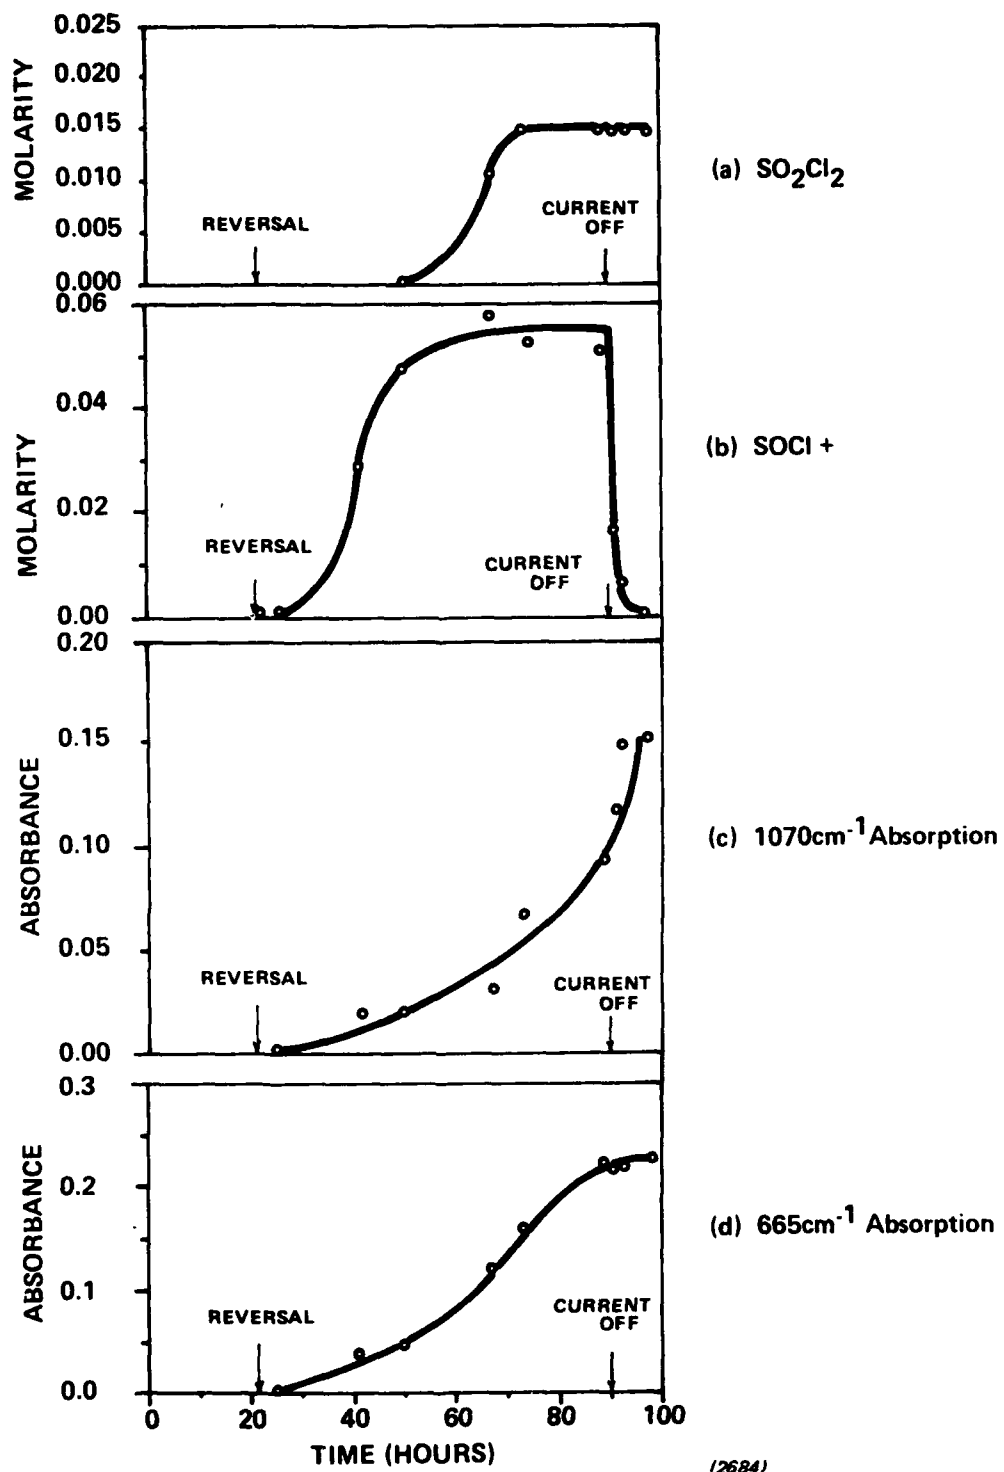 0.025
0.020
0.015
0.010
0.005
0.000
MOLARITY
REVERSAL
CURRENT
OFF
(a) SO2Cl2
0.06
0.04
0.02
0.00
MOLARITY
REVERSAL
CURRENT
OFF
(b) SOCl +
0.20
0.15
0.10
0.05
0.00
ABSORBANCE
REVERSAL
CURRENT
OFF
(c) 1070cm-1 Absorption
0.3
0.2
0.1
0.0
ABSORBANCE
REVERSAL
CURRENT
OFF
(d) 665cm-1 Absorption
0 20 40 60 80 100
TIME (HOURS)
(2684)